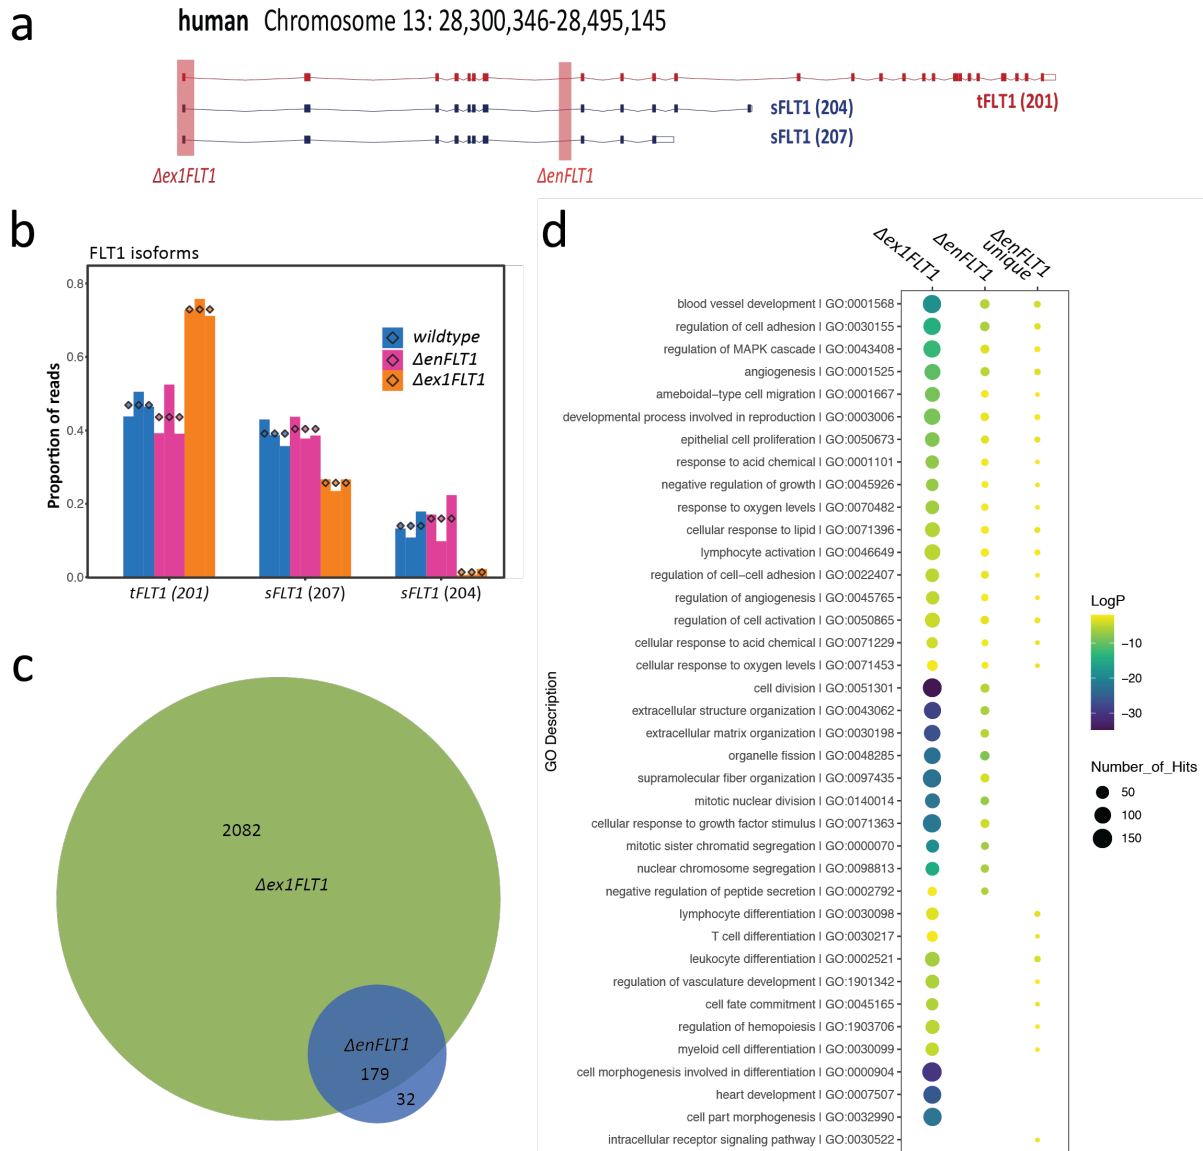 a
human Chromosome 13: 28,300,346-28,495,145
tFLT1 (201)
sFLT1 (204)
sFLT1 (207)
Δex1FLT1
ΔenFLT1
b
FLT1 isoforms
Proportion of reads
0.8
0.6
0.4
0.2
0.0
wildtype
ΔenFLT1
Δex1FLT1
tFLT1 (201)
sFLT1 (207)
sFLT1 (204)
c
2082
Δex1FLT1
ΔenFLT1
179
32
d
Δex1FLT1
ΔenFLT1
ΔenFLT1
unique
GO Description
blood vessel development | GO:0001568
regulation of cell adhesion | GO:0030155
regulation of MAPK cascade | GO:0043408
angiogenesis | GO:0001525
ameboidal−type cell migration | GO:0001667
developmental process involved in reproduction | GO:0003006
epithelial cell proliferation | GO:0050673
response to acid chemical | GO:0001101
negative regulation of growth | GO:0045926
response to oxygen levels | GO:0070482
cellular response to lipid | GO:0071396
lymphocyte activation | GO:0046649
regulation of cell−cell adhesion | GO:0022407
regulation of angiogenesis | GO:0045765
regulation of cell activation | GO:0050865
cellular response to acid chemical | GO:0071229
cellular response to oxygen levels | GO:0071453
cell division | GO:0051301
extracellular structure organization | GO:0043062
extracellular matrix organization | GO:0030198
organelle fission | GO:0048285
supramolecular fiber organization | GO:0097435
mitotic nuclear division | GO:0140014
cellular response to growth factor stimulus | GO:0071363
mitotic sister chromatid segregation | GO:0000070
nuclear chromosome segregation | GO:0098813
negative regulation of peptide secretion | GO:0002792
lymphocyte differentiation | GO:0030098
T cell differentiation | GO:0030217
leukocyte differentiation | GO:0002521
regulation of vasculature development | GO:1901342
cell fate commitment | GO:0045165
regulation of hemopoiesis | GO:1903706
myeloid cell differentiation | GO:0030099
cell morphogenesis involved in differentiation | GO:0000904
heart development | GO:0007507
cell part morphogenesis | GO:0032990
intracellular receptor signaling pathway | GO:0030522
LogP
−10
−20
−30
Number_of_Hits
50
100
150